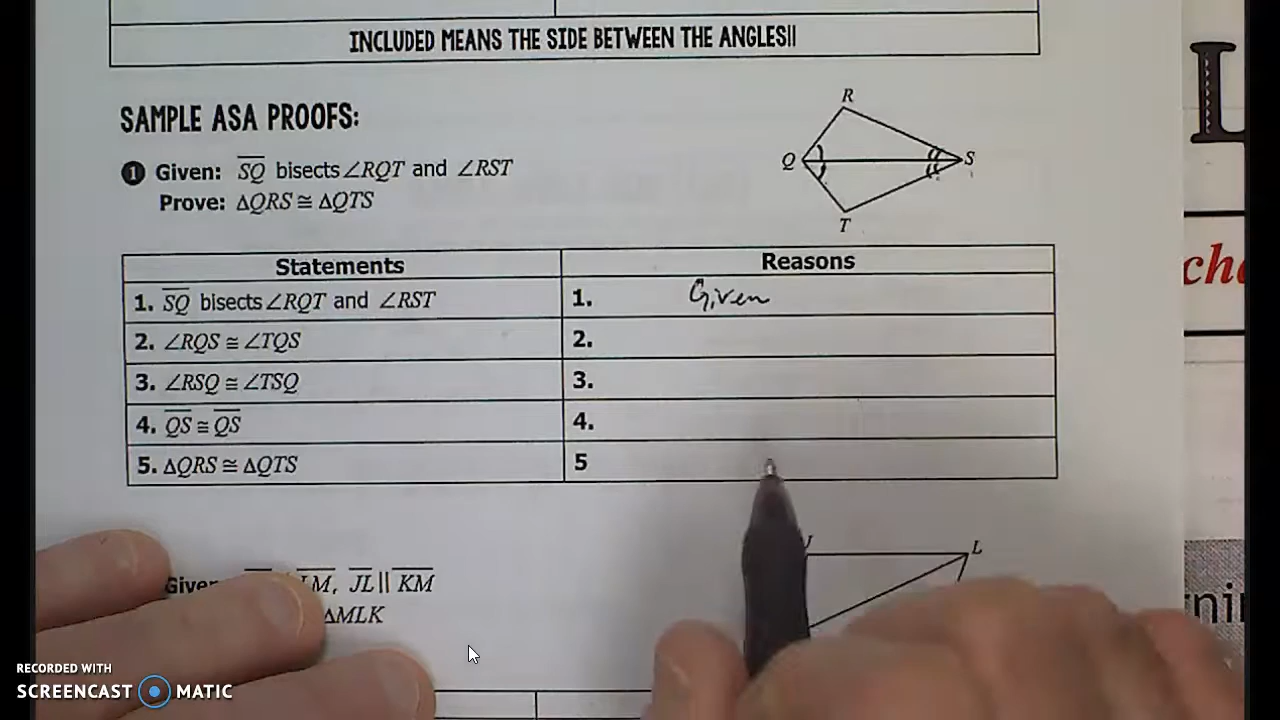 INCLUDED MEANS THE SIDE BETWEEN THE ANGLES||
SAMPLE ASA PROOFS:
1 Given: SQ bisects ∠RQT and ∠RST
Prove: ΔQRS ≅ ΔQTS
R
Q
S
T
Statements Reasons
1. SQ bisects ∠RQT and ∠RST 1. Given
2. ∠RQS ≅ ∠TQS 2.
3. ∠RSQ ≅ ∠TSQ 3.
4. QS ≅ QS 4.
5. ΔQRS ≅ ΔQTS 5
J L
Given LM, JL || KM
ΔMLK
RECORDED WITH
SCREENCAST MATIC